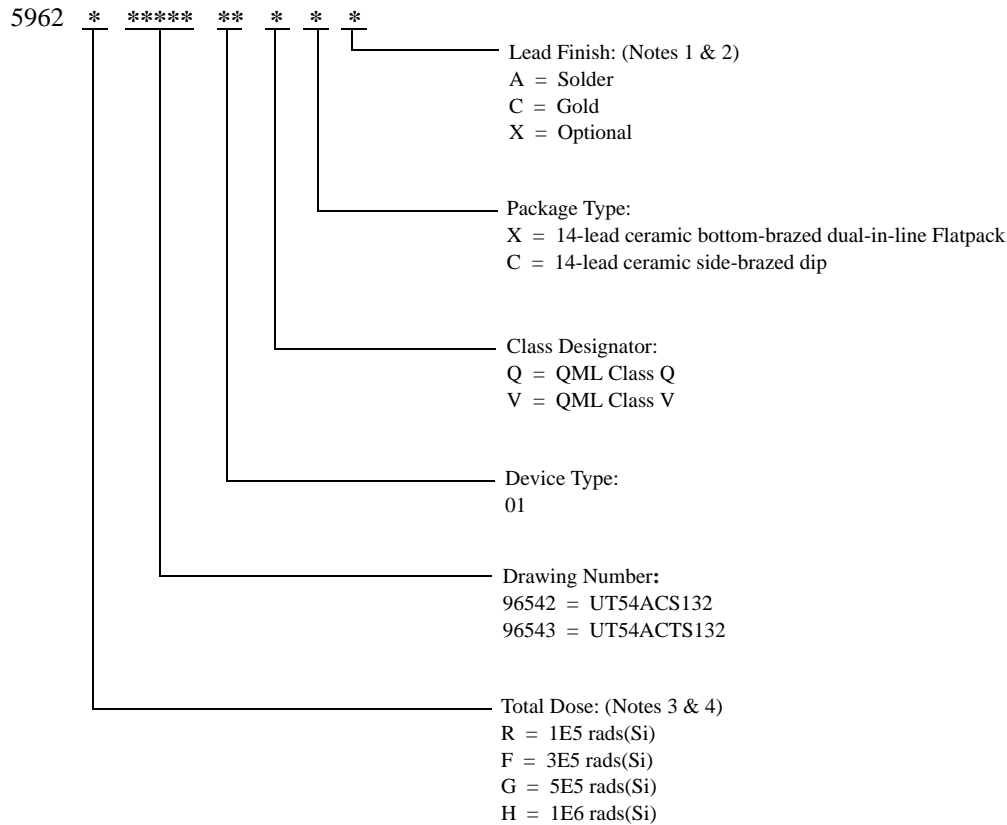 5962 * ***** ** * * *
Lead Finish: (Notes 1 & 2)
A = Solder
C = Gold
X = Optional
Package Type:
X = 14-lead ceramic bottom-brazed dual-in-line Flatpack
C = 14-lead ceramic side-brazed dip
Class Designator:
Q = QML Class Q
V = QML Class V
Device Type:
01
Drawing Number:
96542 = UT54ACS132
96543 = UT54ACTS132
Total Dose: (Notes 3 & 4)
R = 1E5 rads(Si)
F = 3E5 rads(Si)
G = 5E5 rads(Si)
H = 1E6 rads(Si)